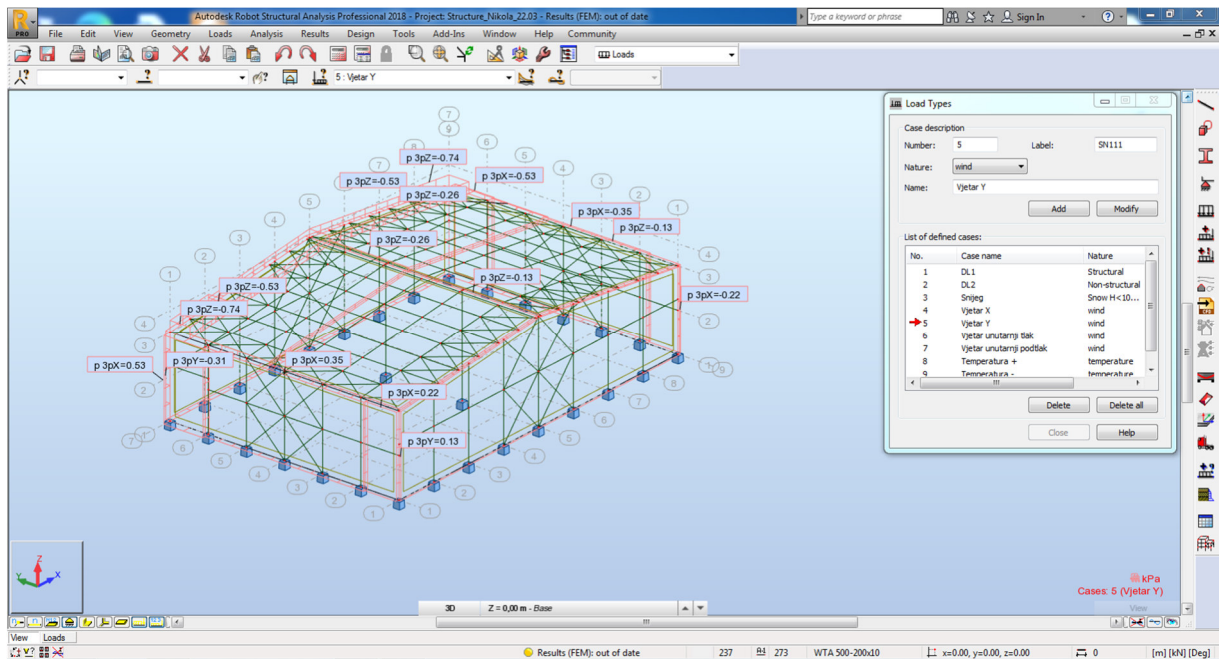 Autodesk Robot Structural Analysis Professional 2018 - Project: Structure_Nikola_22.03 - Results (FEM): out of date
Type a keyword or phrase
Sign In
PRO
File Edit View Geometry Loads Analysis Results Design Tools Add-Ins Window Help Community
Loads
5 : Vjetar Y
Load Types
Case description
Number: 5 Label: SN111
Nature: wind
Name: Vjetar Y
Add Modify
List of defined cases:
No. Case name Nature
1 DL1 Structural
2 DL2 Non-structural
3 Snijeg Snow H<10...
4 Vjetar X wind
5 Vjetar Y wind
6 Vjetar unutarnji tlak wind
7 Vjetar unutarnji podtlak wind
8 Temperatura + temperature
9 Temperatura - temperature
Delete Delete all
Close Help
p 3pZ=-0.74
p 3pZ=-0.53
p 3pX=-0.53
p 3pZ=-0.26
p 3pX=-0.35
p 3pZ=-0.13
p 3pZ=-0.26
p 3pZ=-0.13
p 3pZ=-0.53
p 3pX=-0.22
p 3pZ=-0.74
p 3pX=0.53
p 3pY=-0.31
p 3pX=0.35
p 3pX=0.22
p 3pY=0.13
Z
Y
X
kPa
Cases: 5 (Vjetar Y)
3D Z = 0,00 m - Base
View
View Loads
Results (FEM): out of date 237 273 WTA 500-200x10 x=0.00, y=0.00, z=0.00 0 [m] [kN] [Deg]